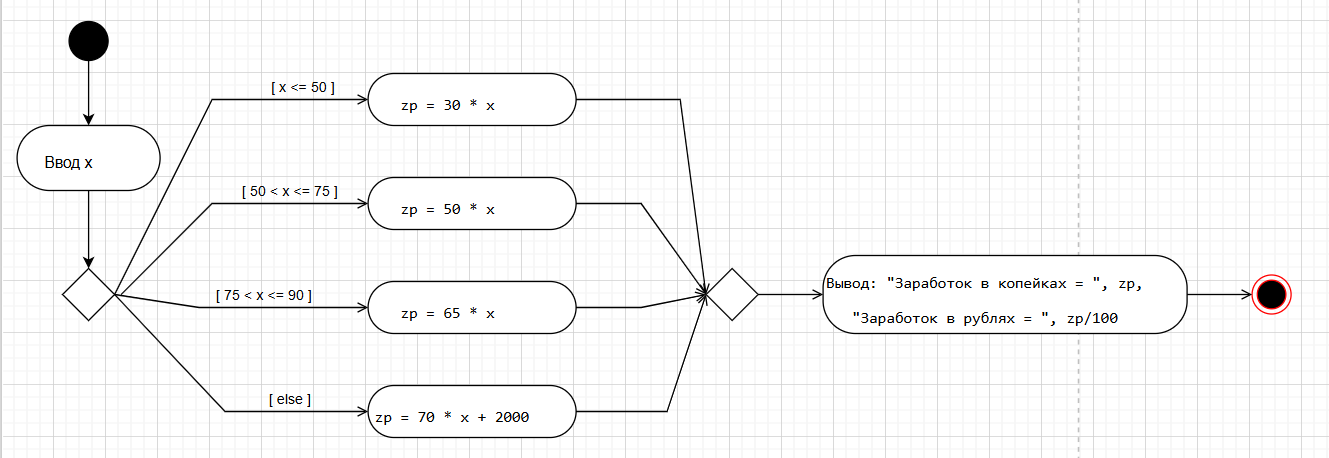 Ввод x
[ x <= 50 ]
zp = 30 * x
[ 50 < x <= 75 ]
zp = 50 * x
[ 75 < x <= 90 ]
zp = 65 * x
[ else ]
zp = 70 * x + 2000
Вывод: "Заработок в копейках = ", zp,
"Заработок в рублях = ", zp/100